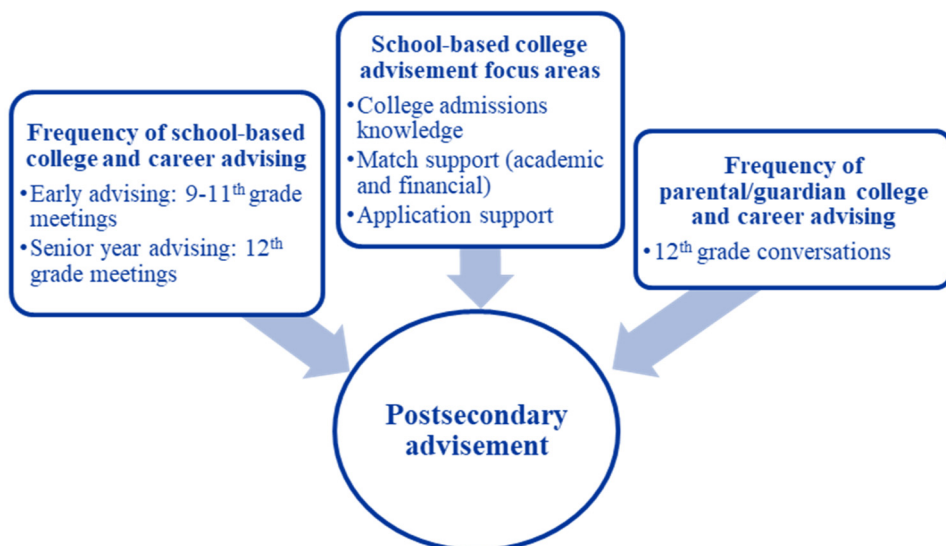 Frequency of school-based
college and career advising
•Early advising: 9-11th grade
meetings
•Senior year advising: 12th
grade meetings
School-based college
advisement focus areas
•College admissions
knowledge
•Match support (academic
and financial)
•Application support
Frequency of
parental/guardian college
and career advising
•12th grade conversations
Postsecondary
advisement